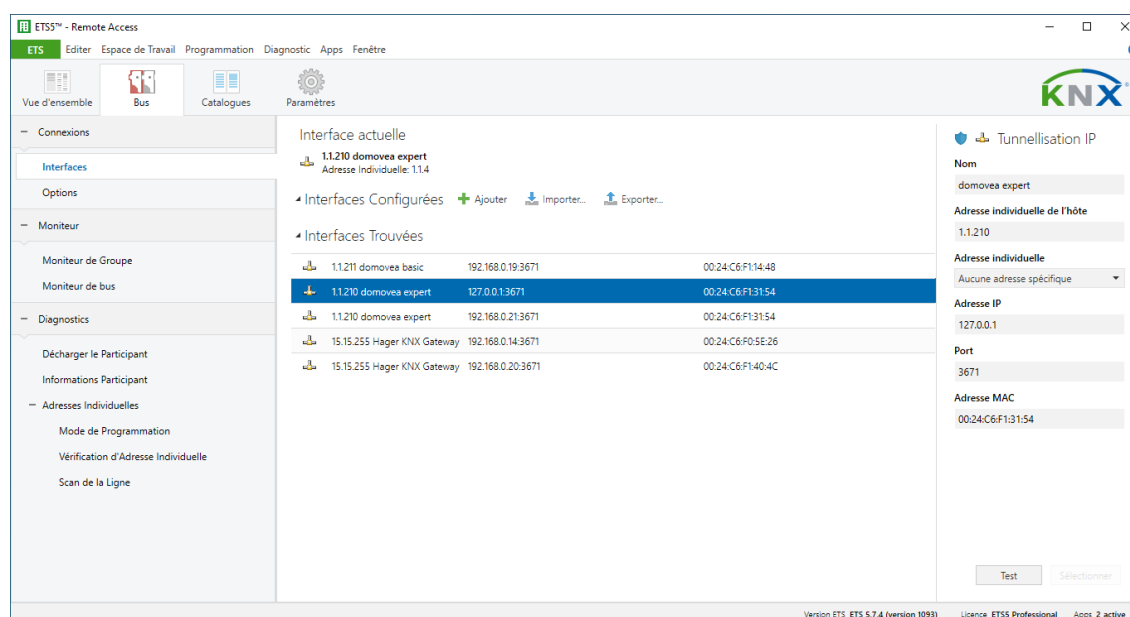 ETS5™ - Remote Access
ETS Editer Espace de Travail Programmation Diagnostic Apps Fenêtre
Vue d'ensemble Bus Catalogues Paramètres
KNX
Connexions
Interfaces
Options
Moniteur
Moniteur de Groupe
Moniteur de bus
Diagnostics
Décharger le Participant
Informations Participant
Adresses Individuelles
Mode de Programmation
Vérification d'Adresse Individuelle
Scan de la Ligne
Interface actuelle
1.1.210 domovea expert
Adresse Individuelle: 1.1.4
Interfaces Configurées Ajouter Importer... Exporter...
Interfaces Trouvées
1.1.211 domovea basic 192.168.0.19:3671 00:24:C6:F1:14:48
1.1.210 domovea expert 127.0.0.1:3671 00:24:C6:F1:31:54
1.1.210 domovea expert 192.168.0.21:3671 00:24:C6:F1:31:54
15.15.255 Hager KNX Gateway 192.168.0.14:3671 00:24:C6:F0:5E:26
15.15.255 Hager KNX Gateway 192.168.0.20:3671 00:24:C6:F1:40:4C
Tunnellisation IP
Nom
domovea expert
Adresse individuelle de l'hôte
1.1.210
Adresse individuelle
Aucune adresse spécifique
Adresse IP
127.0.0.1
Port
3671
Adresse MAC
00:24:C6:F1:31:54
Test Sélectionner
Version ETS ETS 5.7.4 (version 1093) Licence ETS5 Professional Apps 2 active